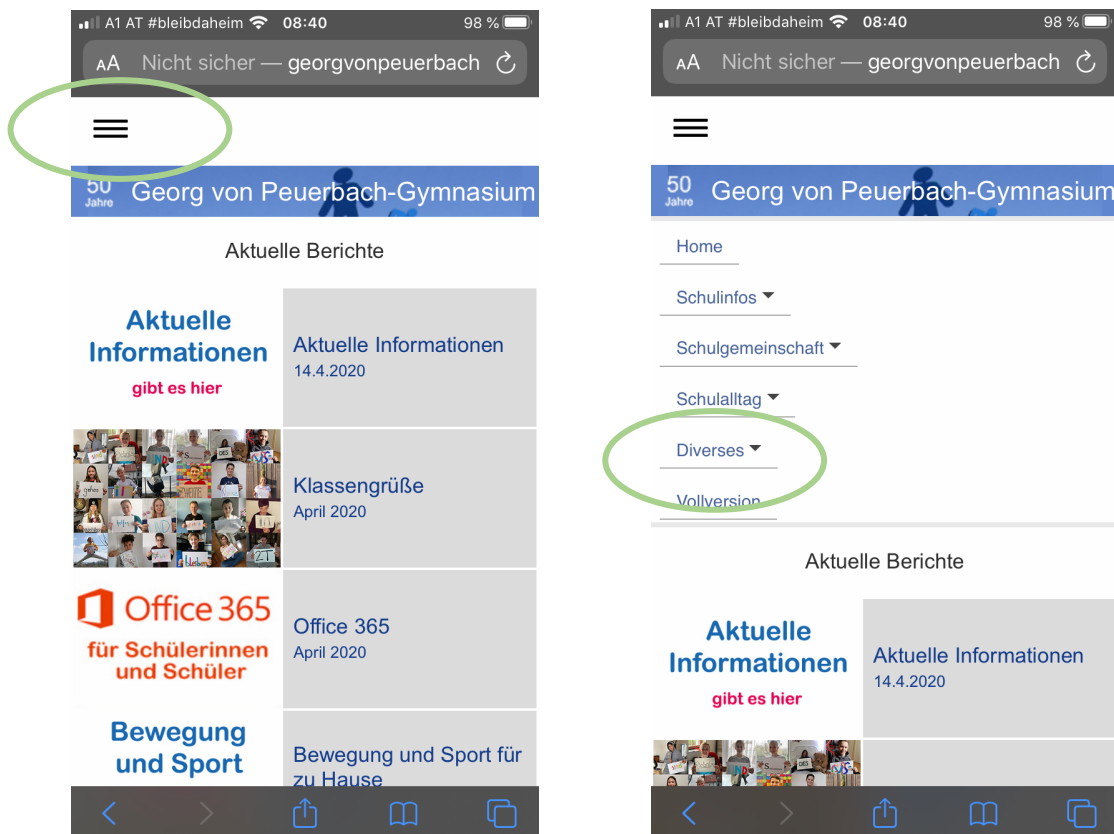 A1 AT #bleibdaheim 08:40 98 %
AA Nicht sicher — georgvonpeuerbach
50 Jahre Georg von Peuerbach-Gymnasium
Aktuelle Berichte
Aktuelle
Informationen
gibt es hier
Aktuelle Informationen
14.4.2020
Klassengrüße
April 2020
Office 365
für Schülerinnen
und Schüler
Office 365
April 2020
Bewegung
und Sport
Bewegung und Sport für
zu Hause
A1 AT #bleibdaheim 08:40 98 %
AA Nicht sicher — georgvonpeuerbach
50 Jahre Georg von Peuerbach-Gymnasium
Home
Schulinfos
Schulgemeinschaft
Schulalltag
Diverses
Vollversion
Aktuelle Berichte
Aktuelle
Informationen
gibt es hier
Aktuelle Informationen
14.4.2020